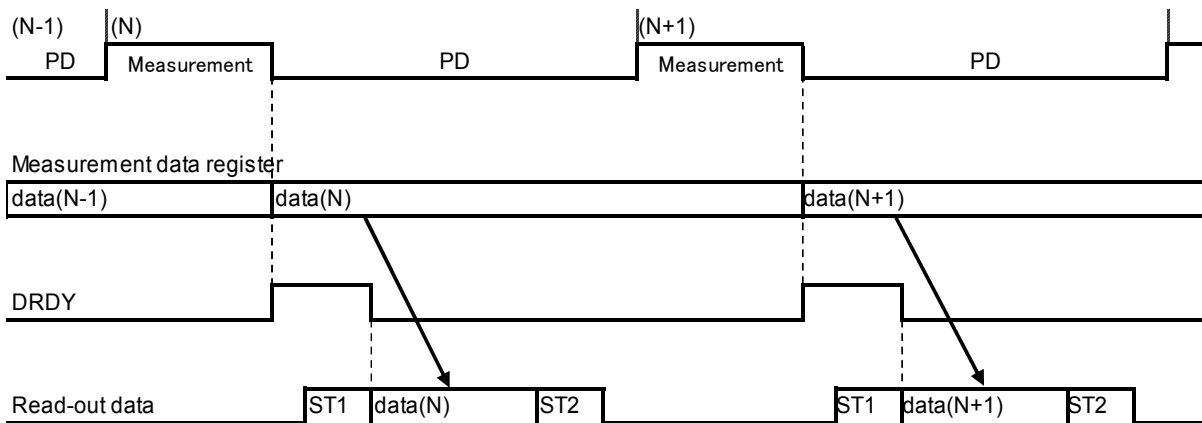 (N-1) (N) (N+1)
PD Measurement PD Measurement PD
Measurement data register
data(N-1) data(N) data(N+1)
DRDY
Read-out data ST1 data(N) ST2 ST1 data(N+1) ST2